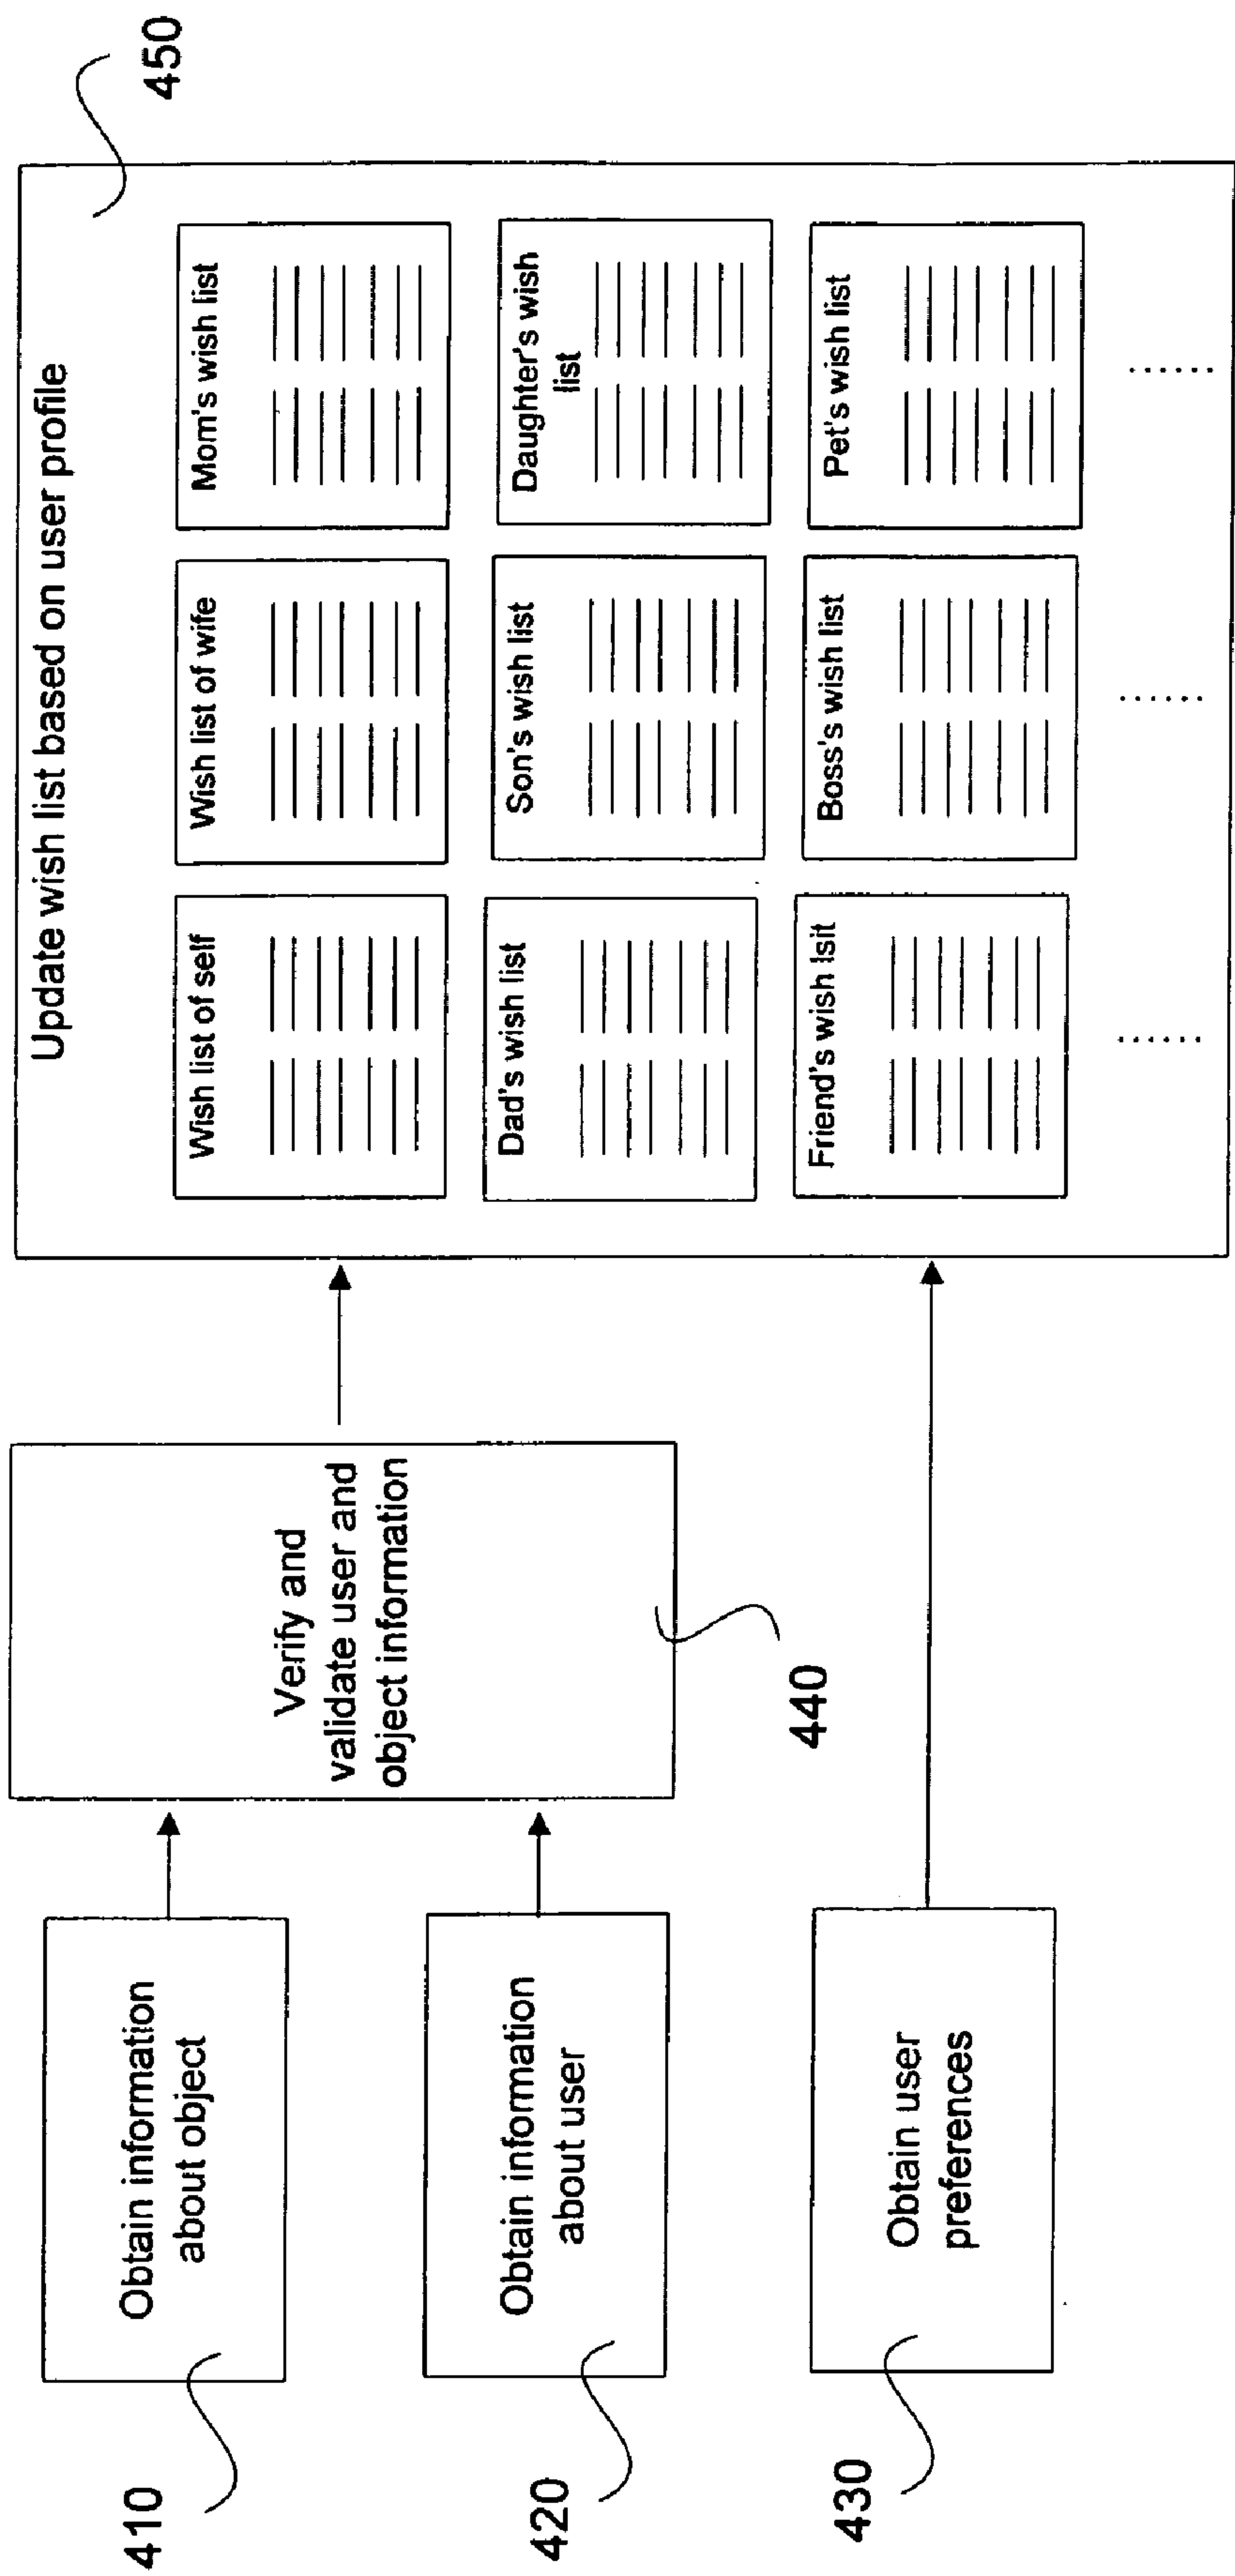 410
Obtain information
about object
420
Obtain information
about user
430
Obtain user
preferences
Verify and
validate user and
object information
440
Update wish list based on user profile
450
Wish list of self
Wish list of wife
Mom's wish list
Dad's wish list
Son's wish list
Daughter's wish
list
Friend's wish lsit
Boss's wish list
Pet's wish list
......
......
......